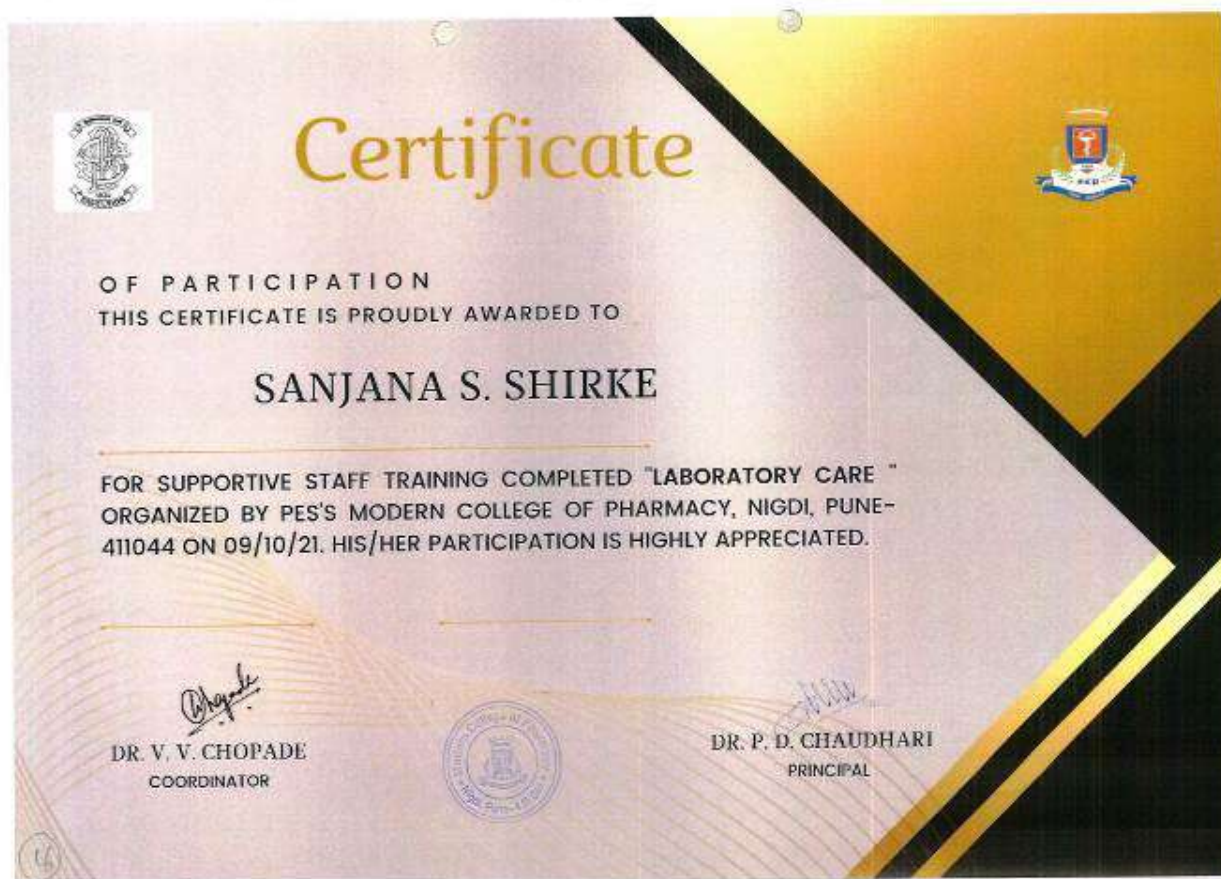 Certificate
OF PARTICIPATION
THIS CERTIFICATE IS PROUDLY AWARDED TO
SANJANA S. SHIRKE
FOR SUPPORTIVE STAFF TRAINING COMPLETED "LABORATORY CARE "
ORGANIZED BY PES'S MODERN COLLEGE OF PHARMACY, NIGDI, PUNE-
411044 ON 09/10/21. HIS/HER PARTICIPATION IS HIGHLY APPRECIATED.
Chopade
DR. V. V. CHOPADE
COORDINATOR
DR. P. D. CHAUDHARI
PRINCIPAL